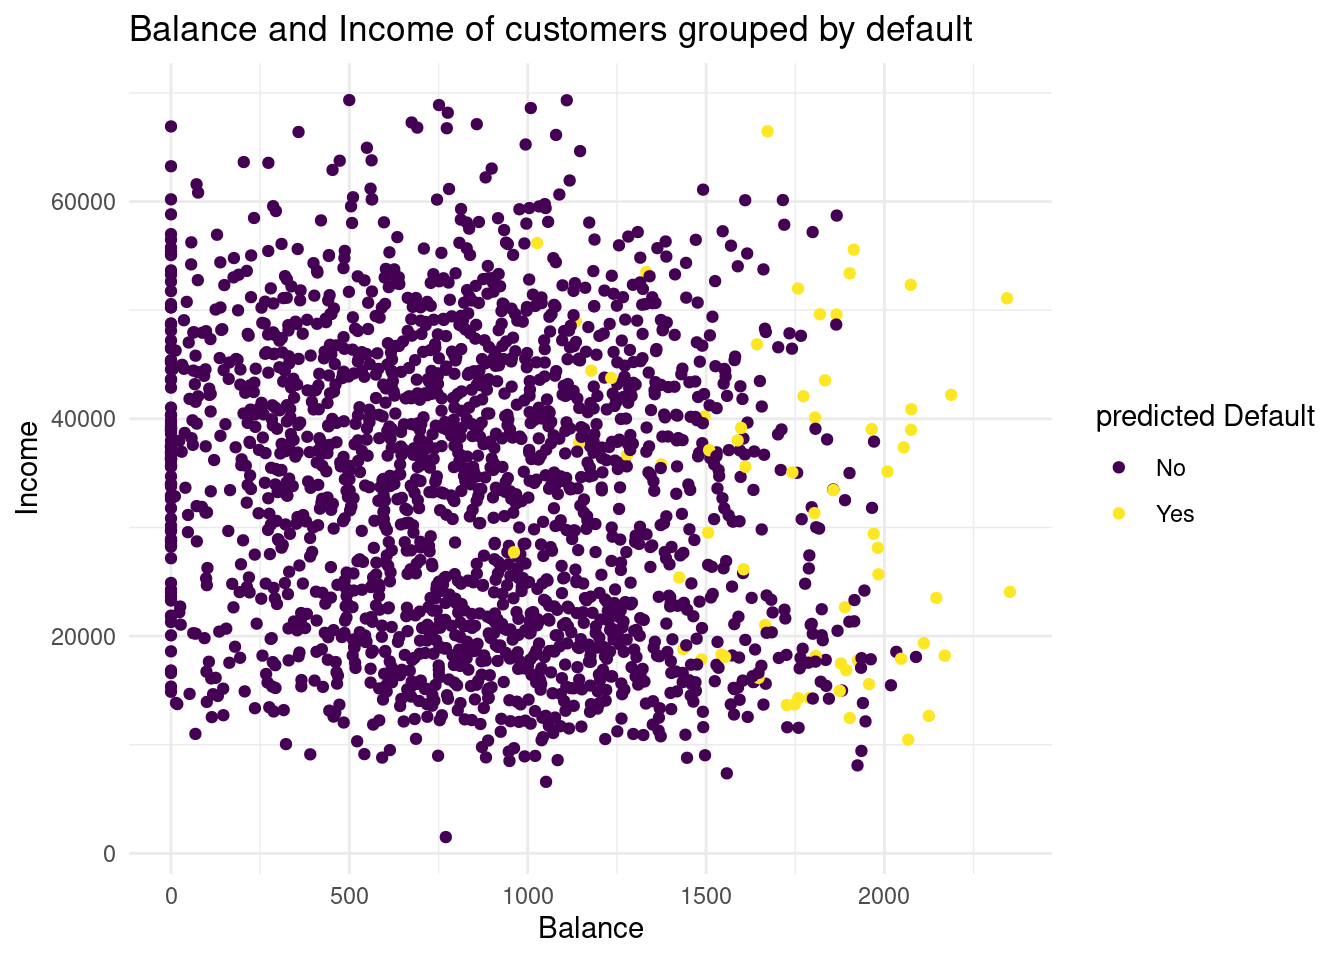 Balance and Income of customers grouped by default
60000
40000
20000
0
Income
0 500 1000 1500 2000
Balance
predicted Default
No
Yes